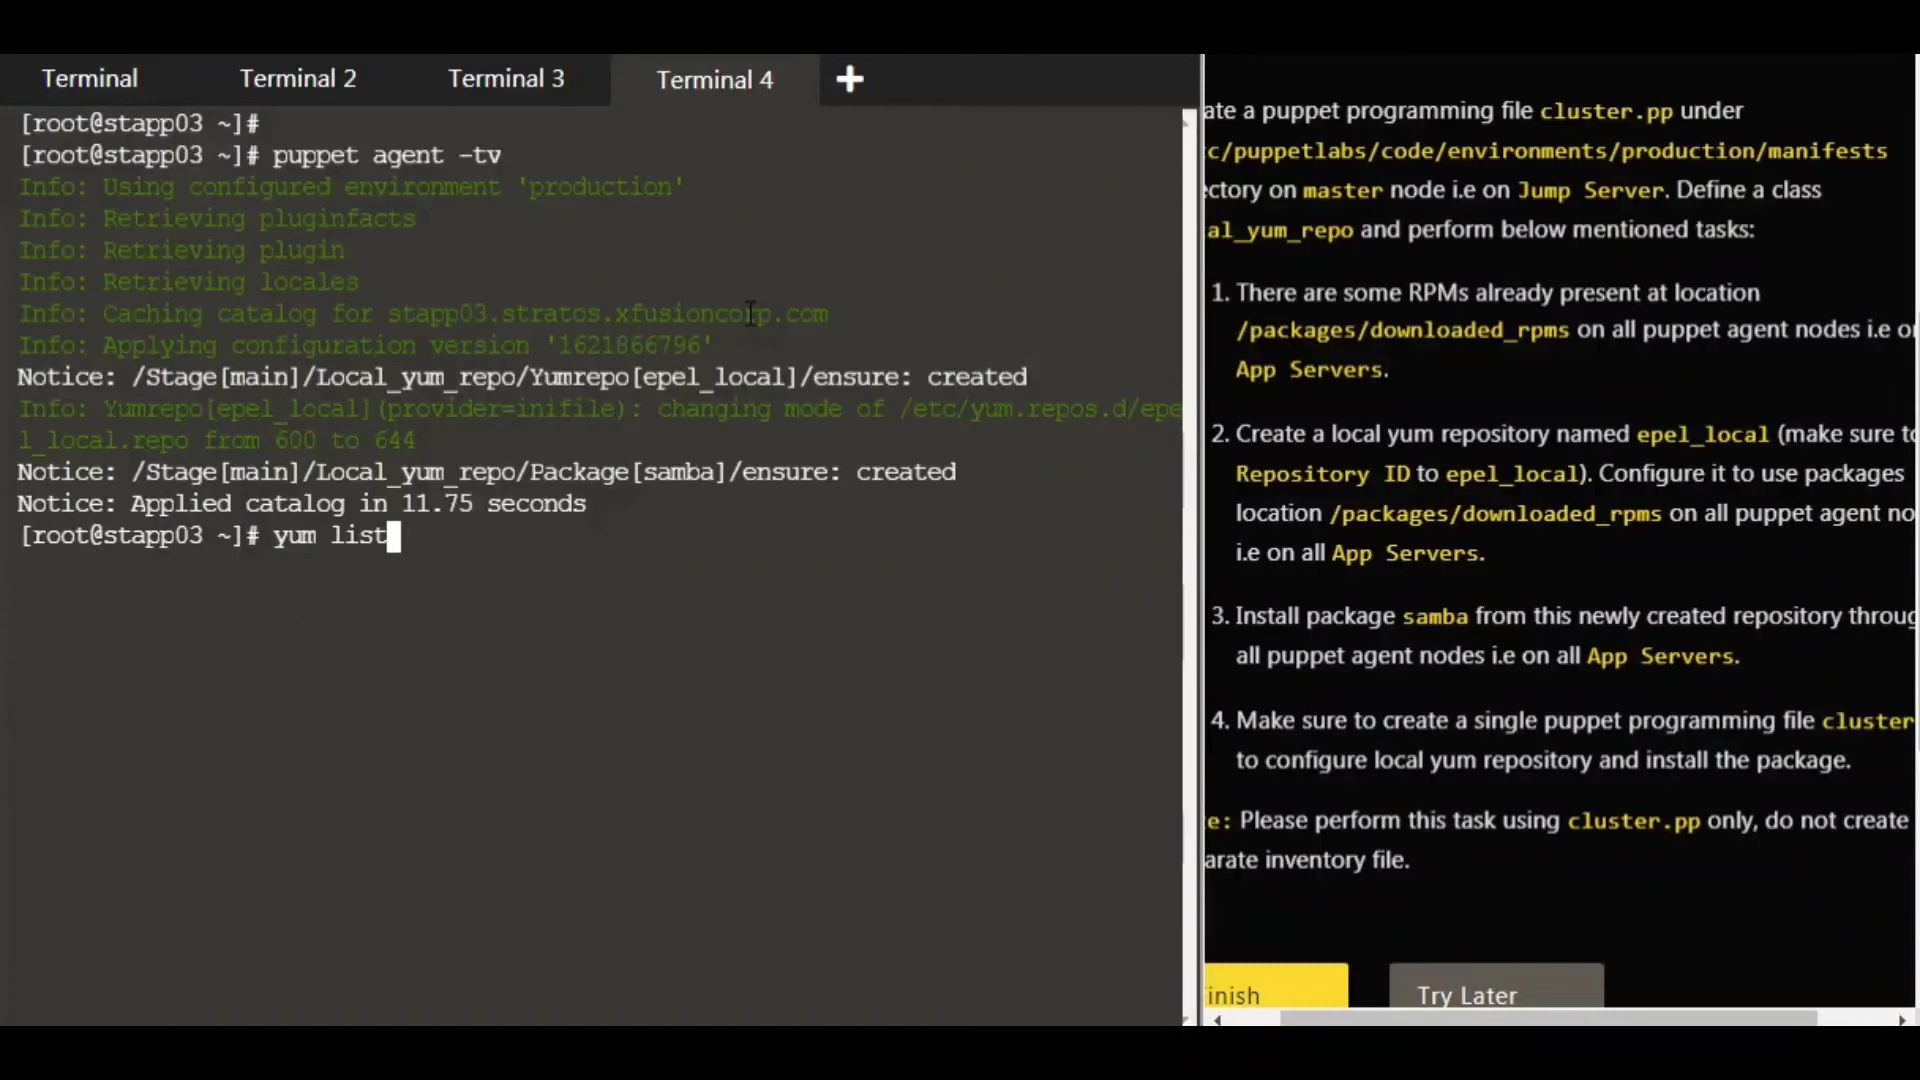 Terminal
Terminal 2
Terminal 3
Terminal 4
[root@stapp03 ~]#
[root@stapp03 ~]# puppet agent -tv
Info: Using configured environment 'production'
Info: Retrieving pluginfacts
Info: Retrieving plugin
Info: Retrieving locales
Info: Caching catalog for stapp03.stratos.xfusioncorp.com
Info: Applying configuration version '1621866796'
Notice: /Stage[main]/Local_yum_repo/Yumrepo[epel_local]/ensure: created
Info: Yumrepo[epel_local](provider=inifile): changing mode of /etc/yum.repos.d/epe
l_local.repo from 600 to 644
Notice: /Stage[main]/Local_yum_repo/Package[samba]/ensure: created
Notice: Applied catalog in 11.75 seconds
[root@stapp03 ~]# yum list
ate a puppet programming file cluster.pp under
c/puppetlabs/code/environments/production/manifests
ectory on master node i.e on Jump Server. Define a class
al_yum_repo and perform below mentioned tasks:
1. There are some RPMs already present at location
/packages/downloaded_rpms on all puppet agent nodes i.e o
App Servers.
2. Create a local yum repository named epel_local (make sure to
Repository ID to epel_local). Configure it to use packages
location /packages/downloaded_rpms on all puppet agent no
i.e on all App Servers.
3. Install package samba from this newly created repository throug
all puppet agent nodes i.e on all App Servers.
4. Make sure to create a single puppet programming file cluster
to configure local yum repository and install the package.
e: Please perform this task using cluster.pp only, do not create
arate inventory file.
inish
Try Later